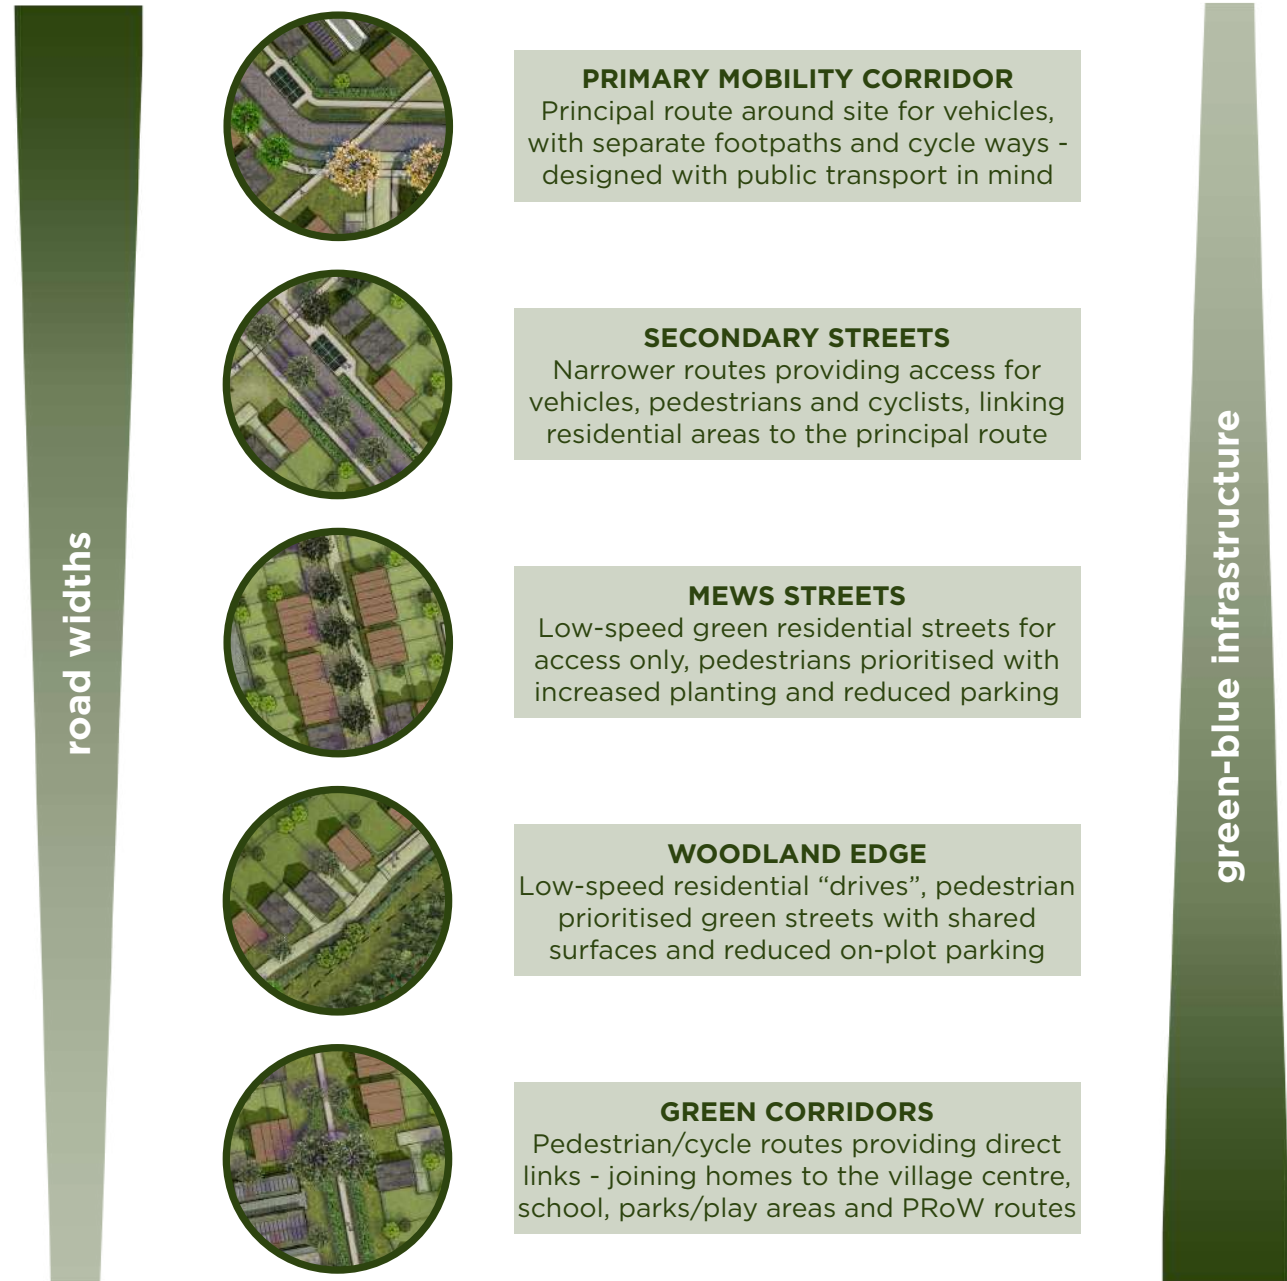 PRIMARY MOBILITY CORRIDOR
Principal route around site for vehicles,
with separate footpaths and cycle ways -
designed with public transport in mind
SECONDARY STREETS
Narrower routes providing access for
vehicles, pedestrians and cyclists, linking
residential areas to the principal route
road widths
green-blue infrastructure
MEWS STREETS
Low-speed green residential streets for
access only, pedestrians prioritised with
increased planting and reduced parking
WOODLAND EDGE
Low-speed residential “drives”, pedestrian
prioritised green streets with shared
surfaces and reduced on-plot parking
GREEN CORRIDORS
Pedestrian/cycle routes providing direct
links - joining homes to the village centre,
school, parks/play areas and PRoW routes